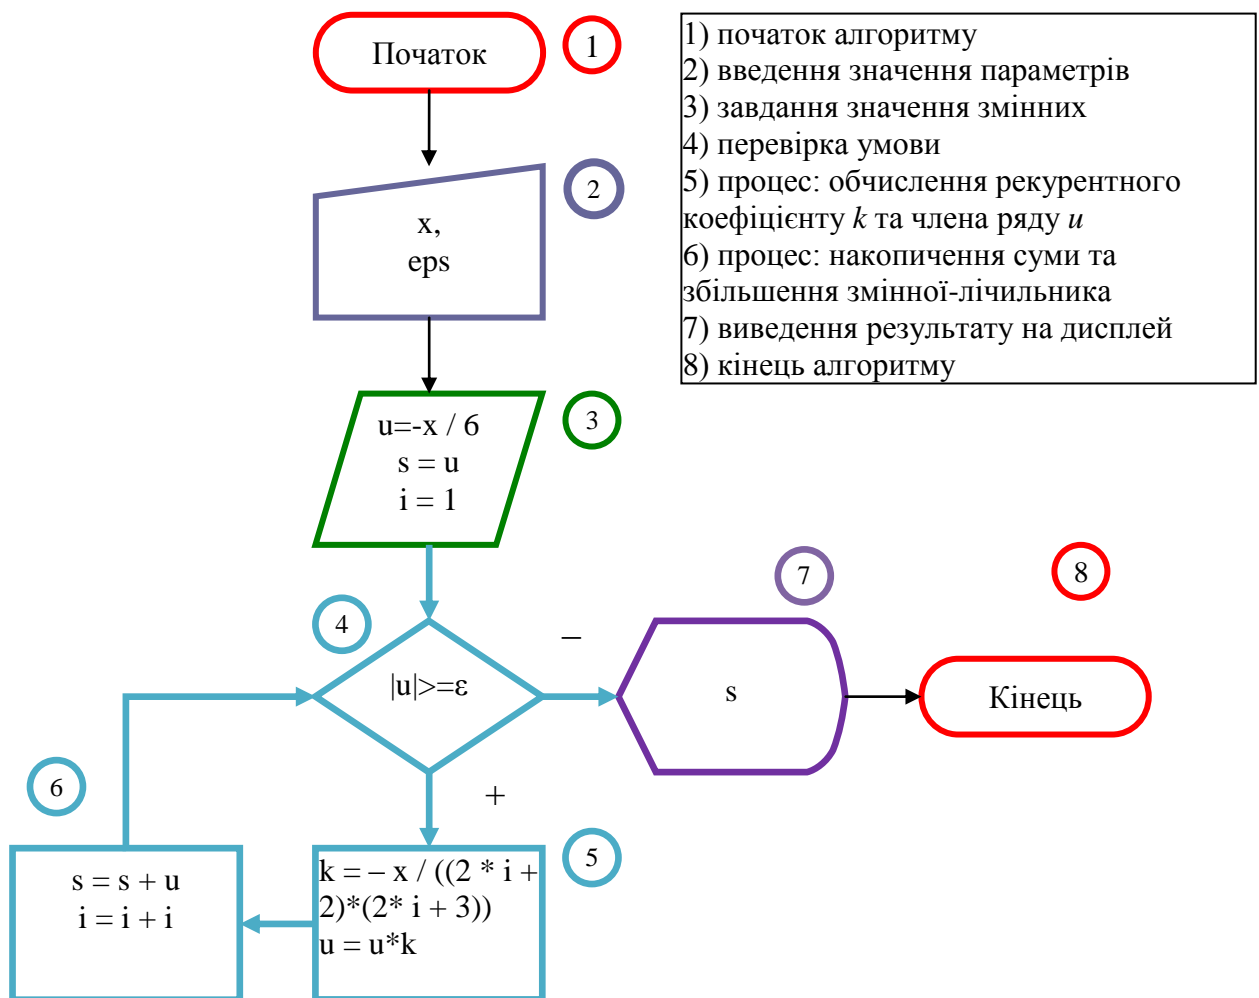 Початок
1
1) початок алгоритму
2) введення значення параметрів
3) завдання значення змінних
4) перевірка умови
5) процес: обчислення рекурентного
коефіцієнту k та члена ряду u
6) процес: накопичення суми та
збільшення змінної-лічильника
7) виведення результату на дисплей
8) кінець алгоритму
2
x,
eps
3
u=-x / 6
s = u
i = 1
4
|u|>=ε
–
+
7
s
8
Кінець
5
k = – x / ((2 * i +
2)*(2* i + 3))
u = u*k
6
s = s + u
i = i + i